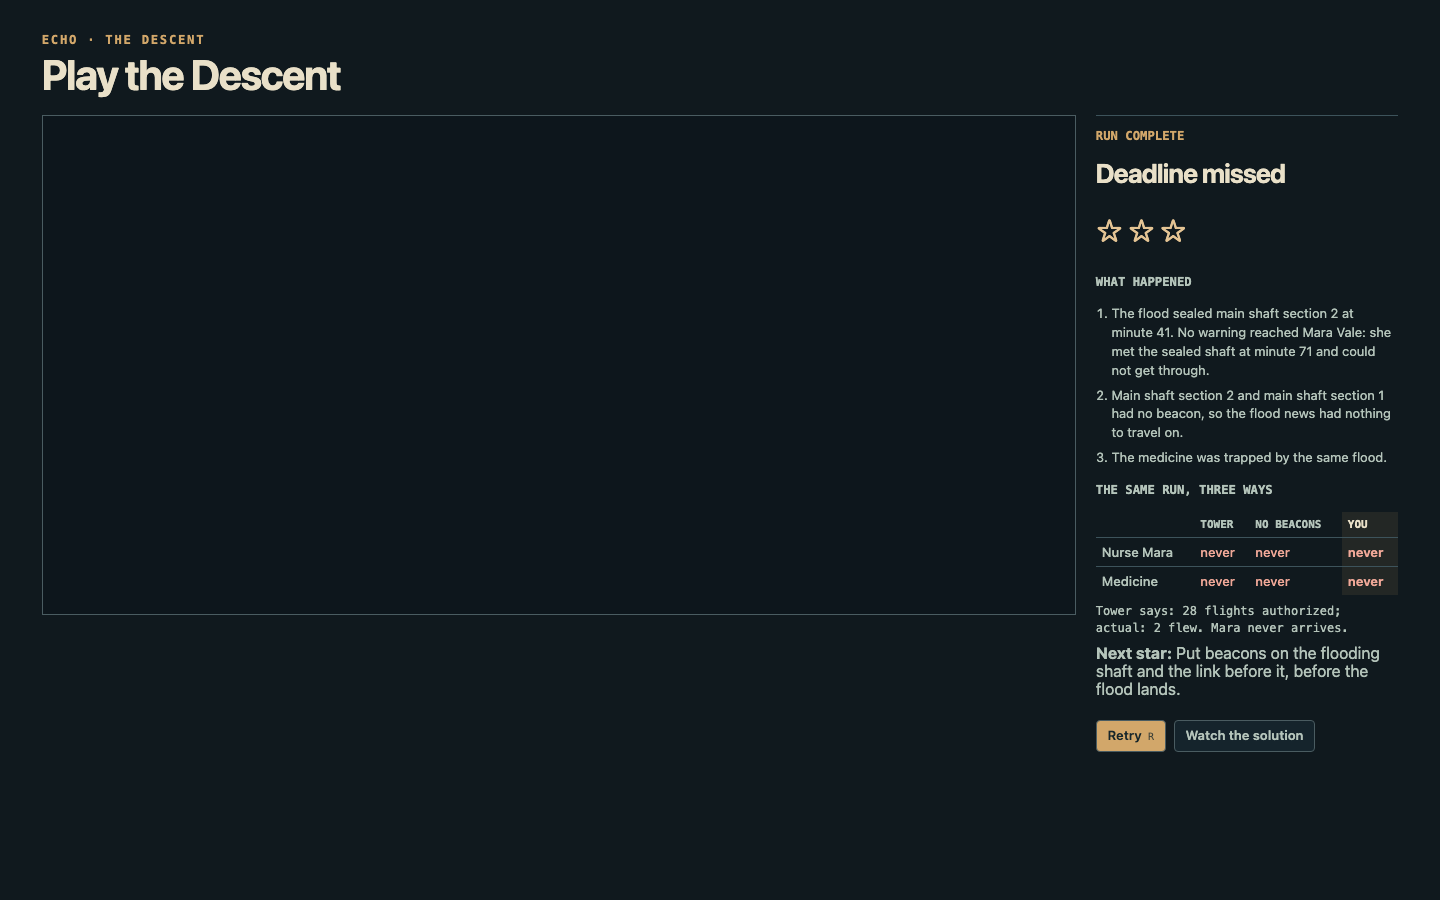 ECHO · THE DESCENT
Play the Descent
RUN COMPLETE
Deadline missed
WHAT HAPPENED
1. The flood sealed main shaft section 2 at
minute 41. No warning reached Mara Vale: she
met the sealed shaft at minute 71 and could
not get through.
2. Main shaft section 2 and main shaft section 1
had no beacon, so the flood news had nothing
to travel on.
3. The medicine was trapped by the same flood.
THE SAME RUN, THREE WAYS
TOWER NO BEACONS YOU
Nurse Mara never never never
Medicine never never never
Tower says: 28 flights authorized;
actual: 2 flew. Mara never arrives.
Next star: Put beacons on the flooding
shaft and the link before it, before the
flood lands.
Retry R Watch the solution